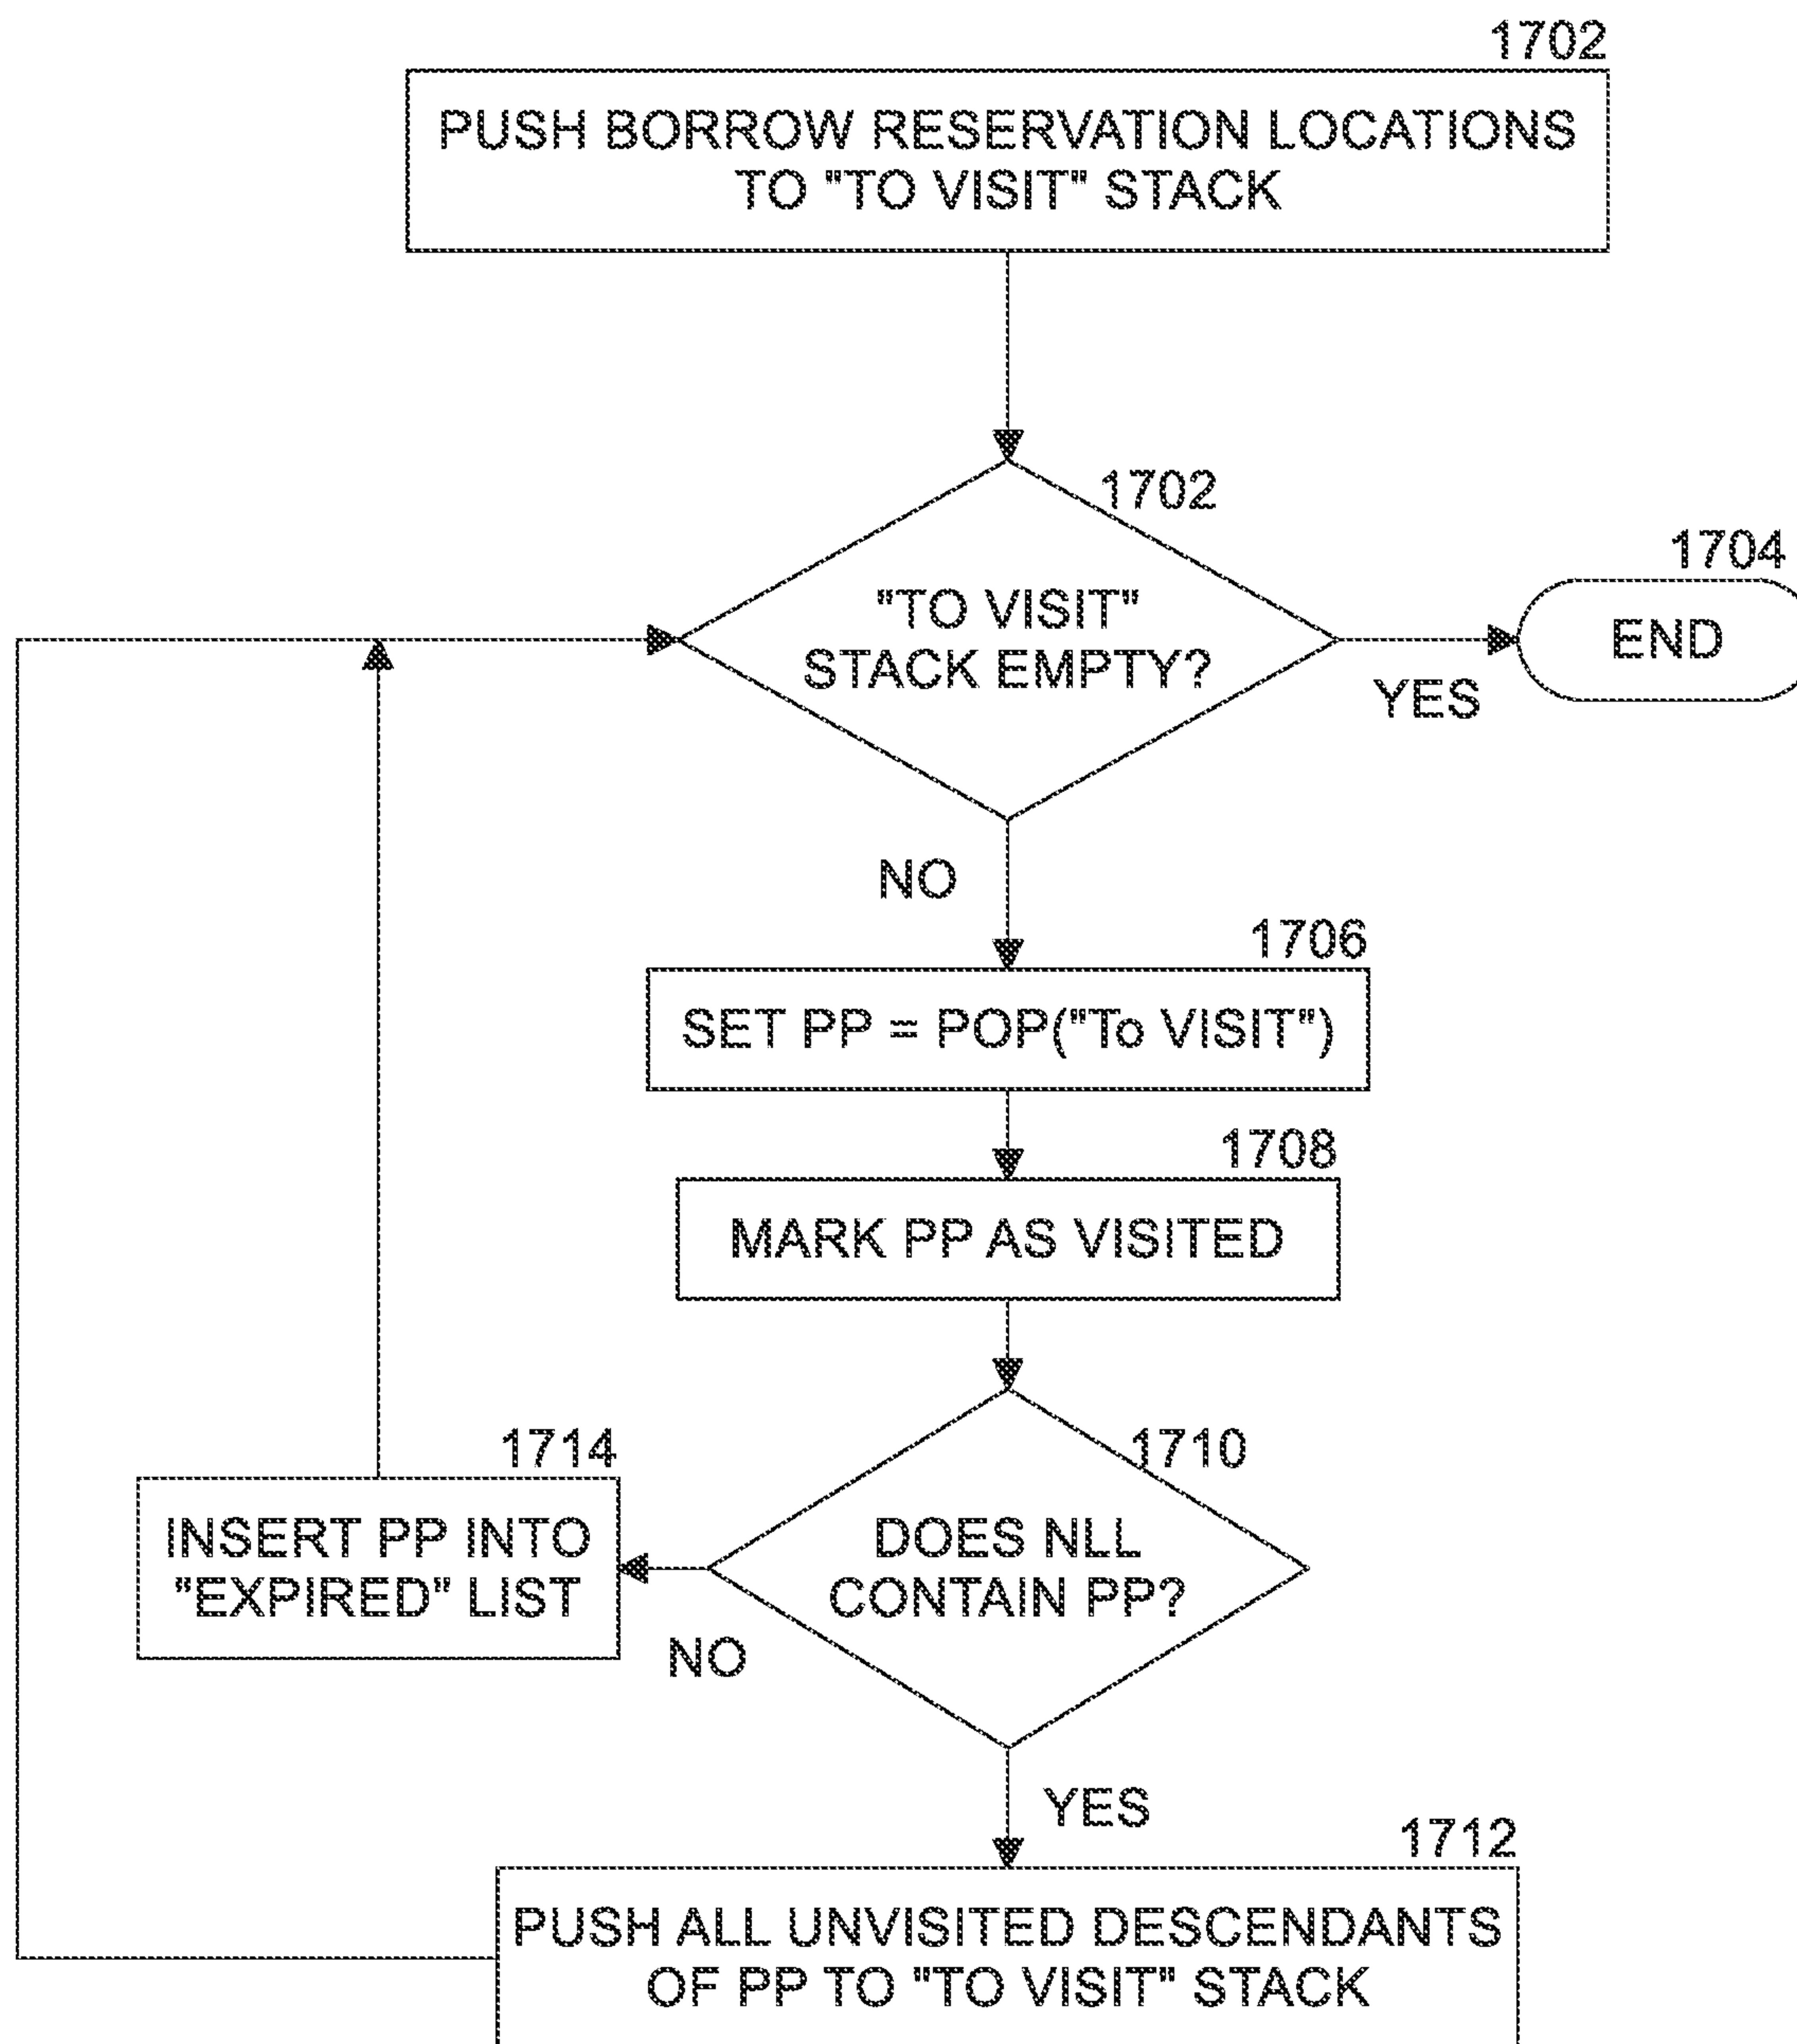 1702
PUSH BORROW RESERVATION LOCATIONS
TO "TO VISIT" STACK
1702
"TO VISIT"
STACK EMPTY?
1704
END
YES
NO
1706
SET PP = POP("To VISIT")
1708
MARK PP AS VISITED
1710
DOES NLL
CONTAIN PP?
1714
INSERT PP INTO
"EXPIRED" LIST
NO
YES
1712
PUSH ALL UNVISITED DESCENDANTS
OF PP TO "TO VISIT" STACK